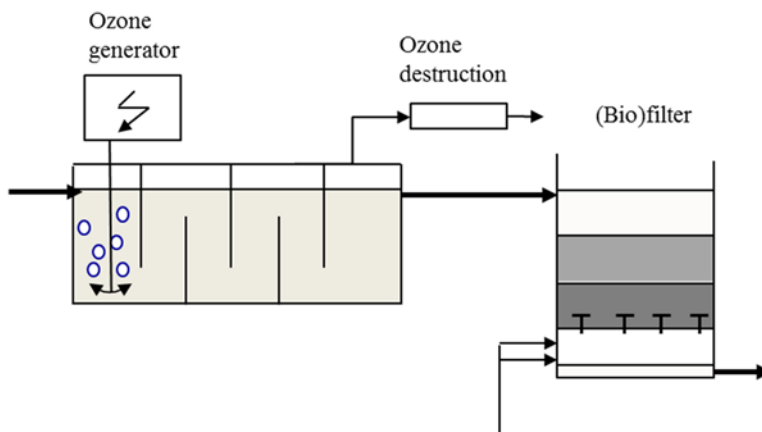 Ozone
generator
Ozone
destruction
(Bio)filter